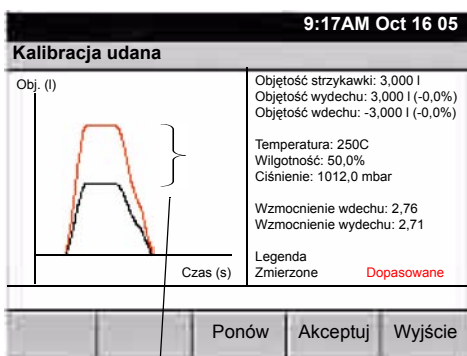 9:17AM Oct 16 05
Kalibracja udana
Obj. (l)
Czas (s)
Objętość strzykawki: 3,000 l
Objętość wydechu: 3,000 l (-0,0%)
Objętość wdechu: -3,000 l (-0,0%)
Temperatura: 250C
Wilgotność: 50,0%
Ciśnienie: 1012,0 mbar
Wzmocnienie wdechu: 2,76
Wzmocnienie wydechu: 2,71
Legenda
Zmierzone Dopasowane
Ponów Akceptuj Wyjście